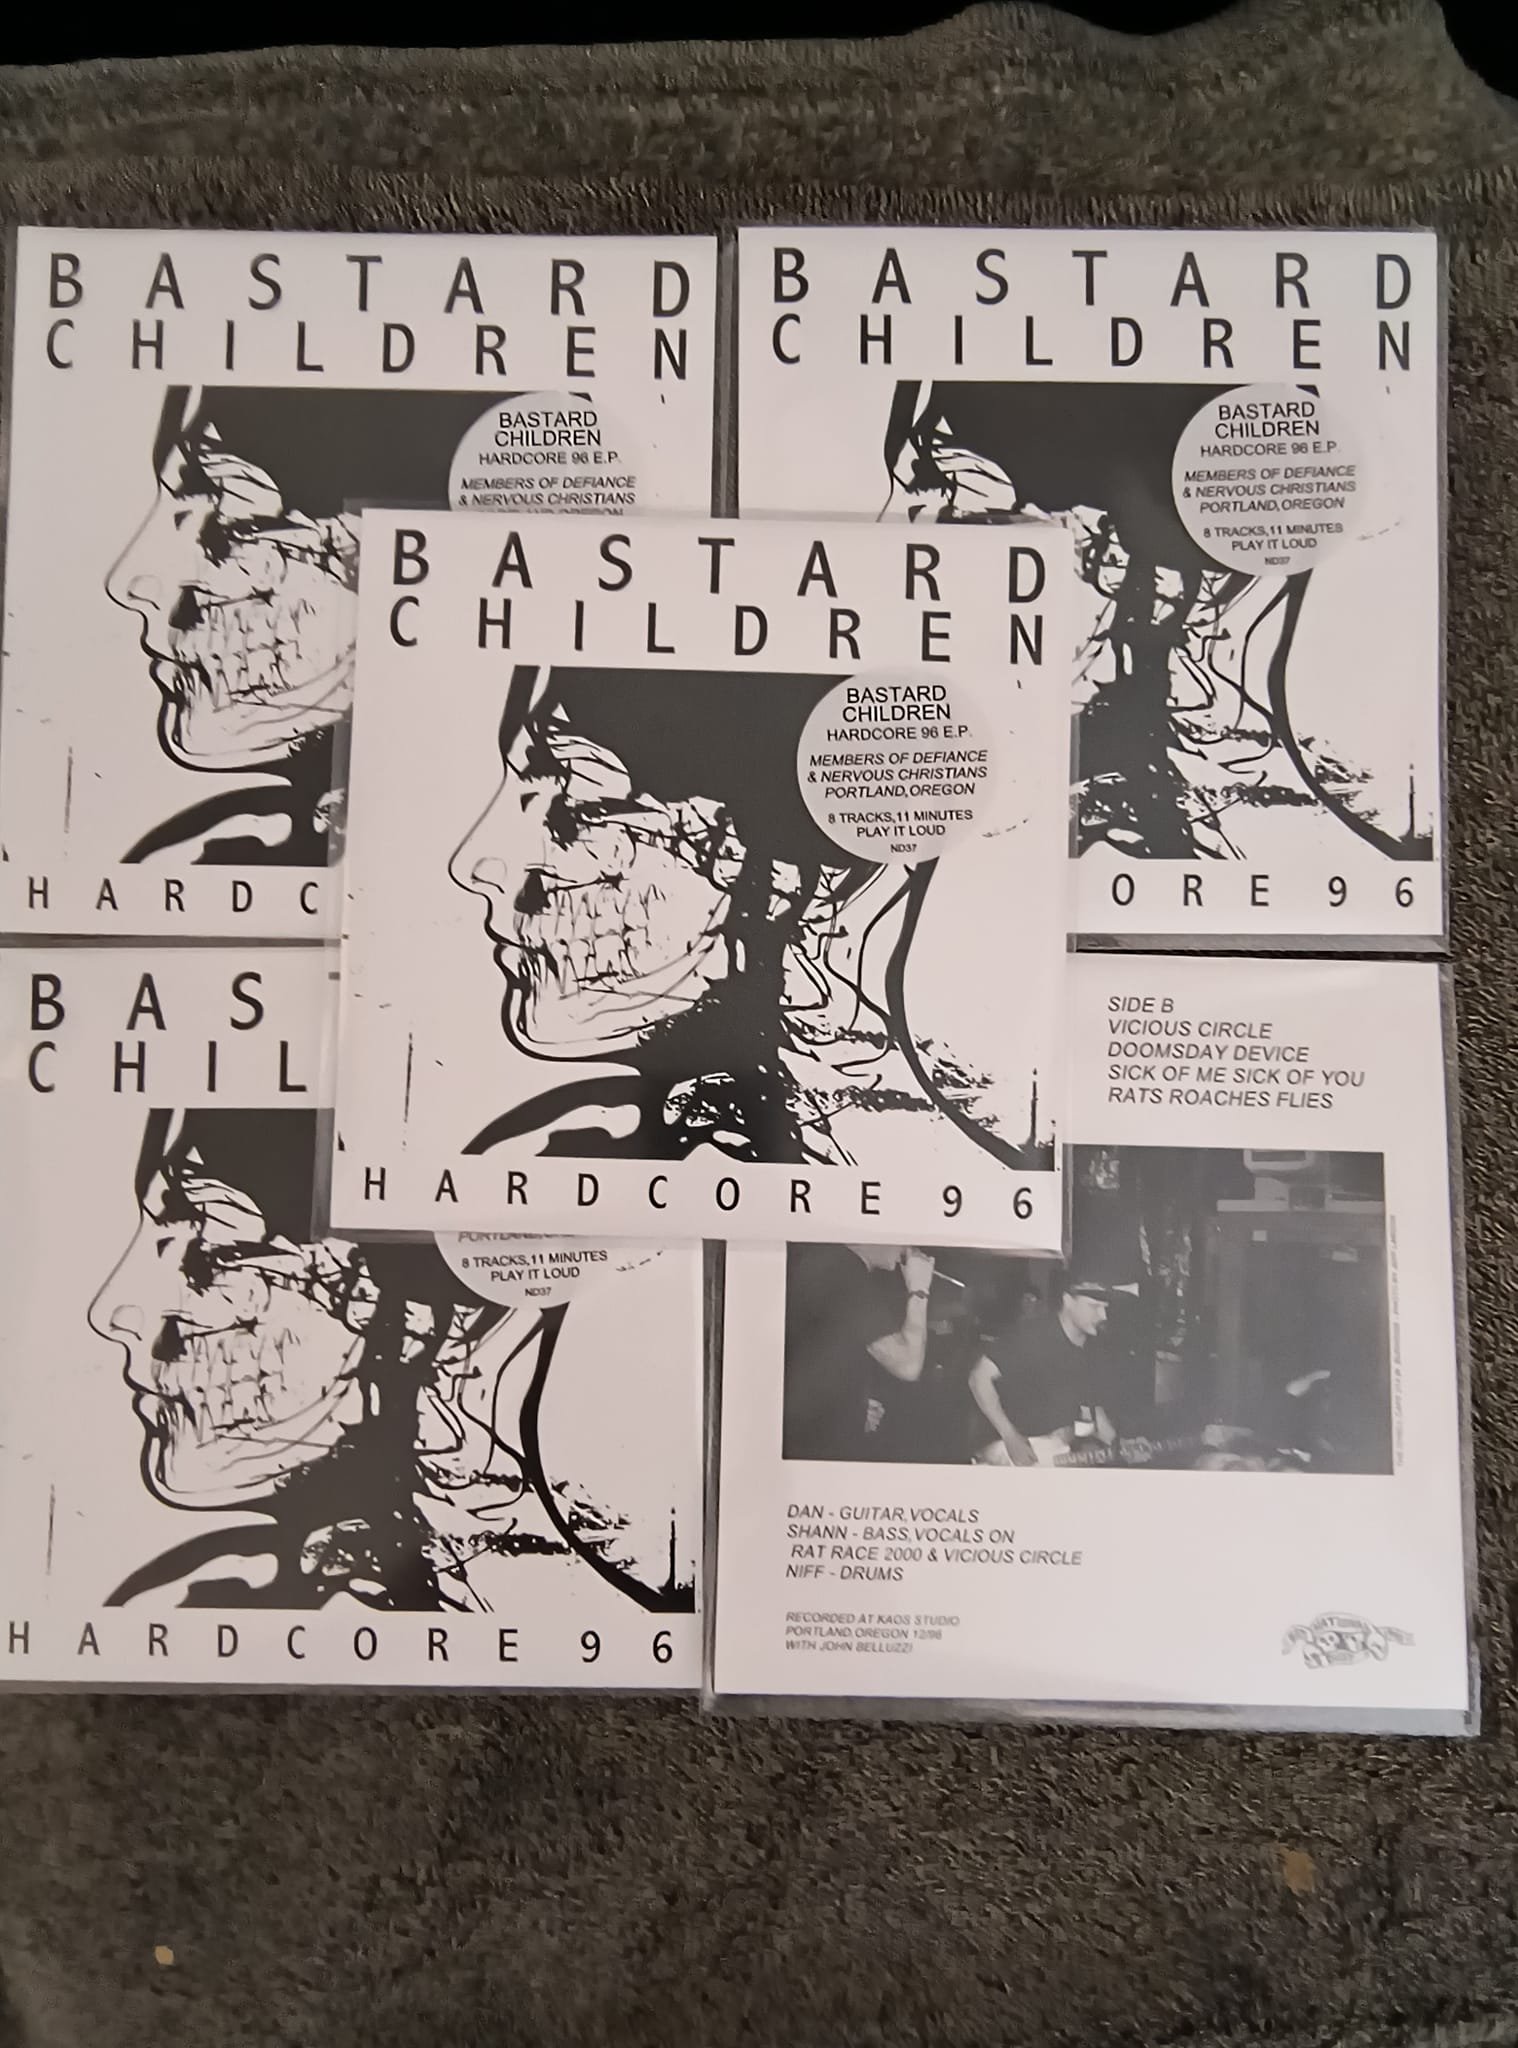 BASTARD
CHILDREN
BASTARD
CHILDREN
HARDCORE 96 E.P.
MEMBERS OF DEFIANCE
& NERVOUS CHRISTIANS
HARDC
BASTARD
CHILDREN
BASTARD
CHILDREN
HARDCORE 96 E.P.
MEMBERS OF DEFIANCE
& NERVOUS CHRISTIANS
PORTLAND, OREGON
8 TRACKS, 11 MINUTES
PLAY IT LOUD
ND37
ORE 96
BASTARD
CHILDREN
BASTARD
CHILDREN
HARDCORE 96 E.P.
MEMBERS OF DEFIANCE
& NERVOUS CHRISTIANS
PORTLAND, OREGON
8 TRACKS, 11 MINUTES
PLAY IT LOUD
ND37
HARDCORE 96
BAS
CHIL
8 TRACKS, 11 MINUTES
PLAY IT LOUD
ND37
HARDCORE 96
SIDE B
VICIOUS CIRCLE
DOOMSDAY DEVICE
SICK OF ME SICK OF YOU
RATS ROACHES FLIES
DAN - GUITAR, VOCALS
SHANN - BASS, VOCALS ON
RAT RACE 2000 & VICIOUS CIRCLE
NIFF - DRUMS
RECORDED AT KAOS STUDIO
PORTLAND, OREGON 12/96
WITH JOHN BELLUZZI